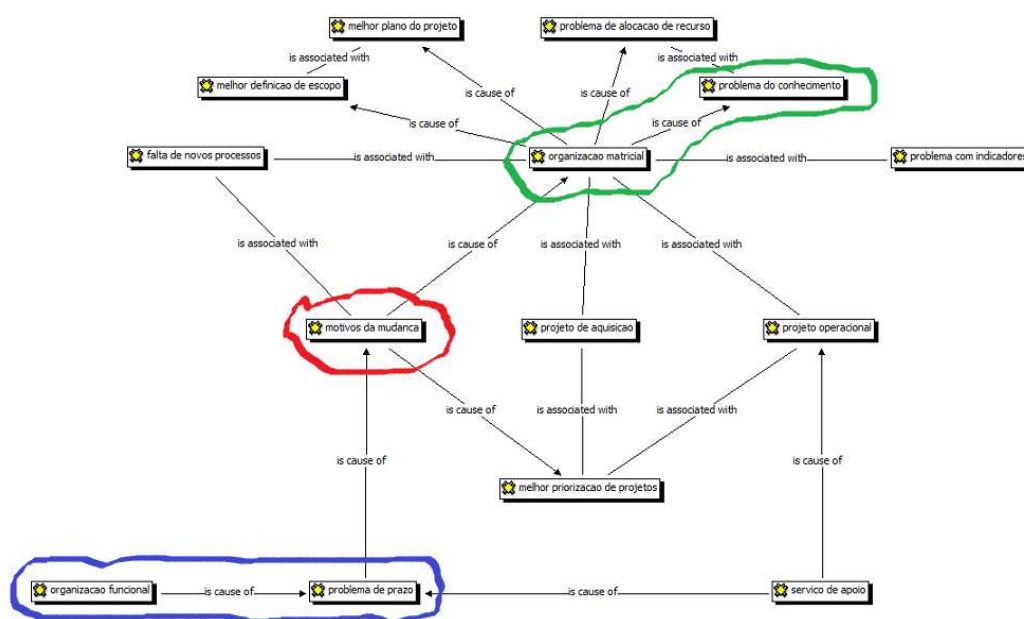 melhor plano do projeto
problema de alocacao de recurso
is associated with
is associated with
melhor definicao de escopo
problema do conhecimento
is cause of
is cause of
is cause of
is cause of
falta de novos processos
is associated with
organizacao matricial
is associated with
problema com indicadores
is associated with
is cause of
is associated with
is associated with
motivos da mudanca
projeto de aquisicao
projeto operacional
is cause of
is associated with
is associated with
is cause of
is cause of
melhor priorizacao de projetos
organizacao funcional
is cause of
problema de prazo
is cause of
servico de apoio